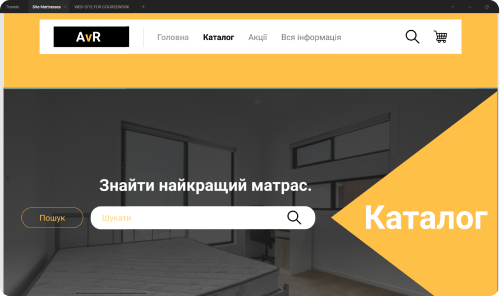 Site Mattresses
WEB SITE FOR COURSEWORK
AvR
Головна
Каталог
Акції
Вся інформація
Знайти найкращий матрас.
Пошук
Шукати
Каталог